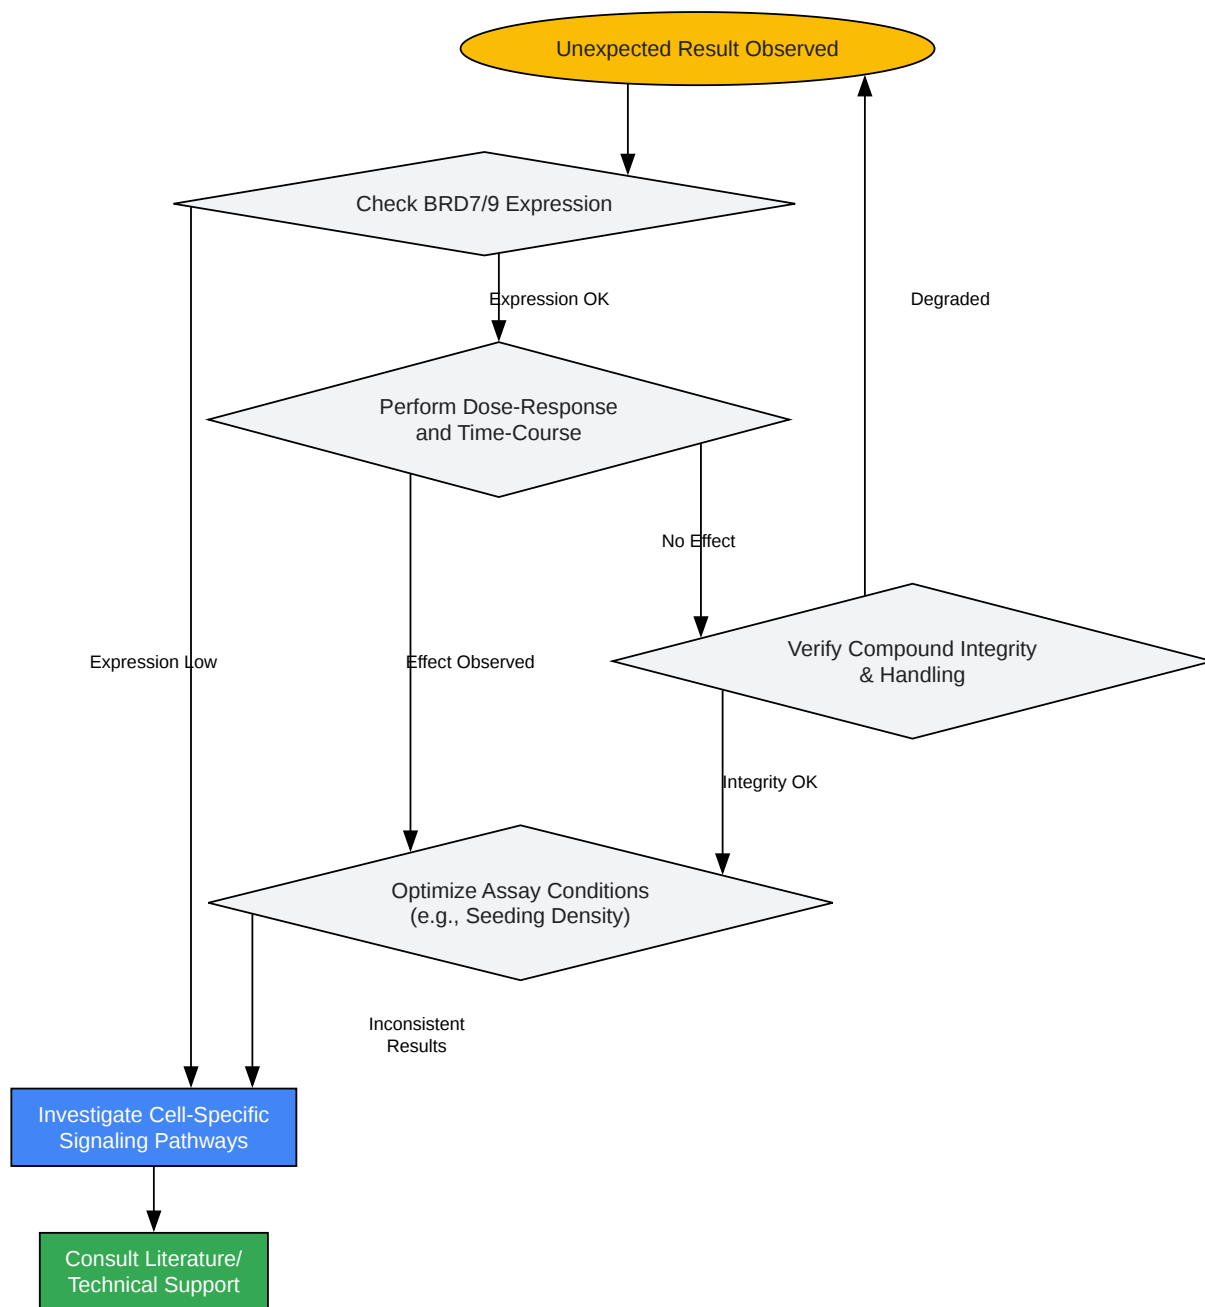 Unexpected Result Observed
Check BRD7/9 Expression
Expression OK
Degraded
Perform Dose-Response
and Time-Course
No Effect
Verify Compound Integrity
& Handling
Expression Low
Effect Observed
Integrity OK
Optimize Assay Conditions
(e.g., Seeding Density)
Inconsistent
Results
Investigate Cell-Specific
Signaling Pathways
Consult Literature/
Technical Support